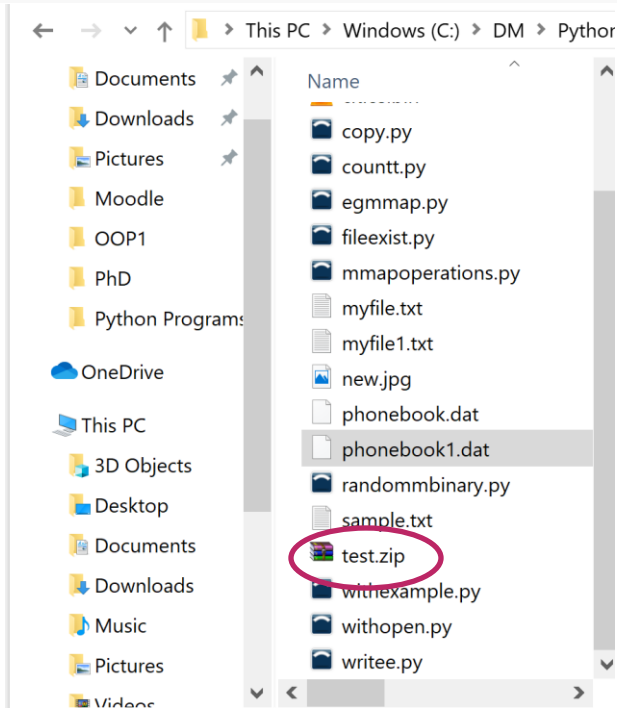 This PC > Windows (C:) > DM > Python
Documents
Downloads
Pictures
Moodle
OOP1
PhD
Python Programs
OneDrive
This PC
3D Objects
Desktop
Documents
Downloads
Music
Pictures
Videos
Name
copy.py
countt.py
egmmap.py
fileexist.py
mmapoperations.py
myfile.txt
myfile1.txt
new.jpg
phonebook.dat
phonebook1.dat
randommbinary.py
sample.txt
test.zip
withexample.py
withopen.py
writee.py